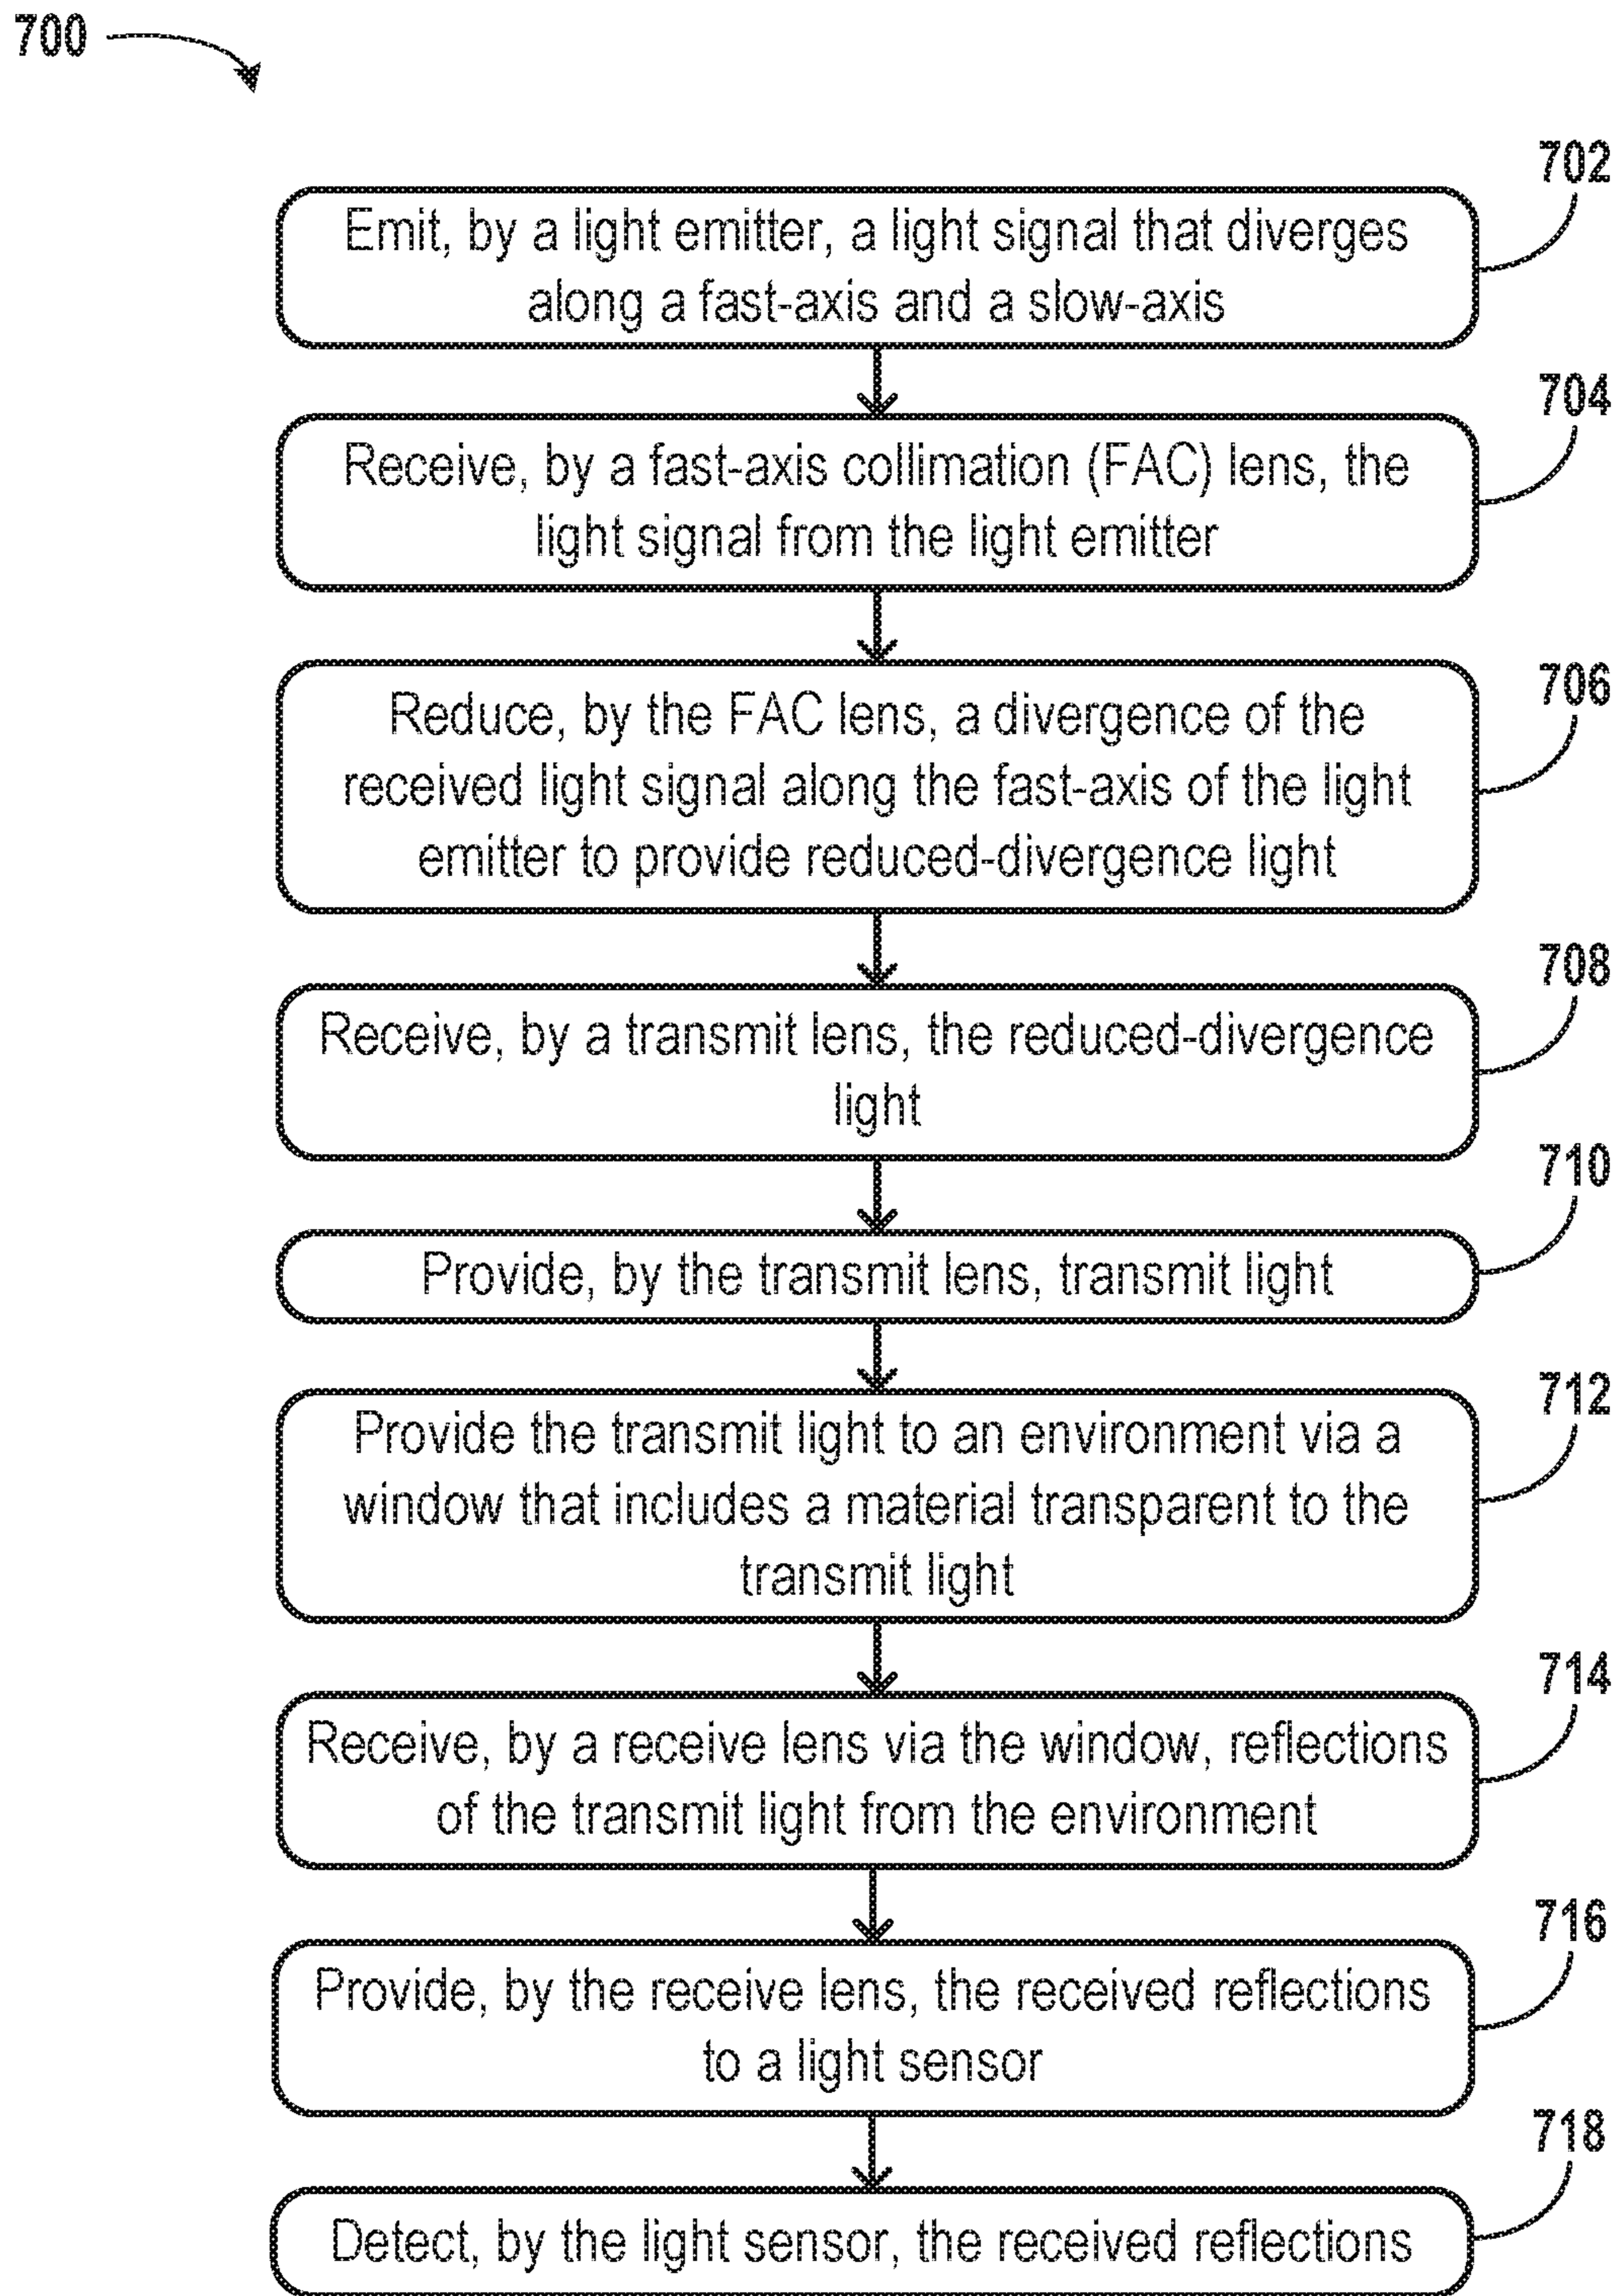 700
702
Emit, by a light emitter, a light signal that diverges
along a fast-axis and a slow-axis
704
Receive, by a fast-axis collimation (FAC) lens, the
light signal from the light emitter
706
Reduce, by the FAC lens, a divergence of the
received light signal along the fast-axis of the light
emitter to provide reduced-divergence light
708
Receive, by a transmit lens, the reduced-divergence
light
710
Provide, by the transmit lens, transmit light
712
Provide the transmit light to an environment via a
window that includes a material transparent to the
transmit light
714
Receive, by a receive lens via the window, reflections
of the transmit light from the environment
716
Provide, by the receive lens, the received reflections
to a light sensor
718
Detect, by the light sensor, the received reflections